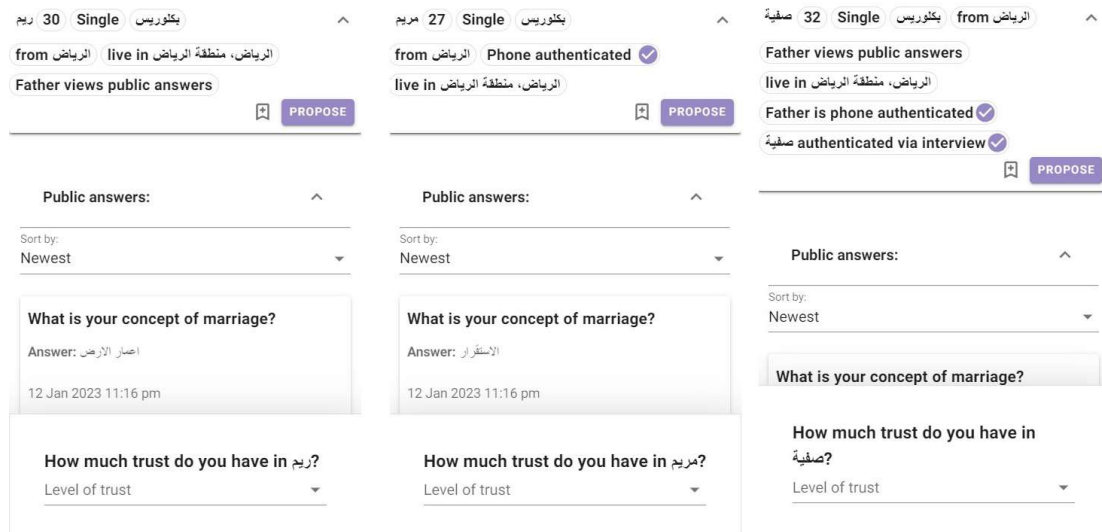 ريم 30 Single بكلوريس
from الرياض live in الرياض، منطقة الرياض
Father views public answers
PROPOSE
Public answers:
Sort by:
Newest
What is your concept of marriage?
Answer: اعمار الارض
12 Jan 2023 11:16 pm
How much trust do you have in ريم?
Level of trust
مريم 27 Single بكلوريس
from الرياض Phone authenticated
live in الرياض، منطقة الرياض
PROPOSE
Public answers:
Sort by:
Newest
What is your concept of marriage?
Answer: الاستقرار
12 Jan 2023 11:16 pm
How much trust do you have in مريم?
Level of trust
صفية 32 Single بكلوريس from الرياض
Father views public answers
live in الرياض، منطقة الرياض
Father is phone authenticated
صفية authenticated via interview
PROPOSE
Public answers:
Sort by:
Newest
What is your concept of marriage?
How much trust do you have in
صفية?
Level of trust